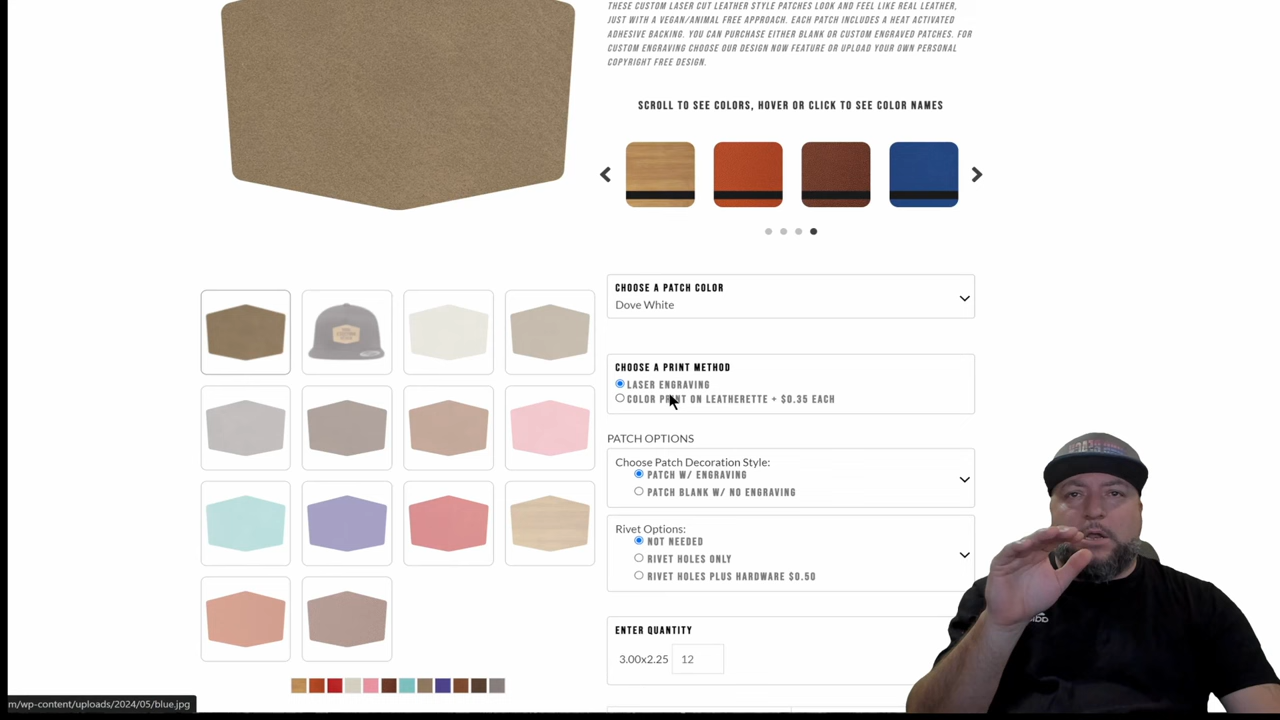 THESE CUSTOM LASER CUT LEATHER STYLE PATCHES LOOK AND FEEL LIKE REAL LEATHER,
JUST WITH A VEGAN/ANIMAL FREE APPROACH. EACH PATCH INCLUDES A HEAT ACTIVATED
ADHESIVE BACKING. YOU CAN PURCHASE EITHER BLANK OR CUSTOM ENGRAVED PATCHES. FOR
CUSTOM ENGRAVING CHOOSE OUR DESIGN NOW FEATURE OR UPLOAD YOUR OWN PERSONAL
COPYRIGHT FREE DESIGN.
SCROLL TO SEE COLORS, HOVER OR CLICK TO SEE COLOR NAMES
CHOOSE A PATCH COLOR
Dove White
CHOOSE A PRINT METHOD
LASER ENGRAVING
COLOR PRINT ON LEATHERETTE + $0.35 EACH
PATCH OPTIONS
Choose Patch Decoration Style:
PATCH W/ ENGRAVING
PATCH BLANK W/ NO ENGRAVING
Rivet Options:
NOT NEEDED
RIVET HOLES ONLY
RIVET HOLES PLUS HARDWARE $0.50
ENTER QUANTITY
3.00x2.25 12
m/wp-content/uploads/2024/05/blue.jpg